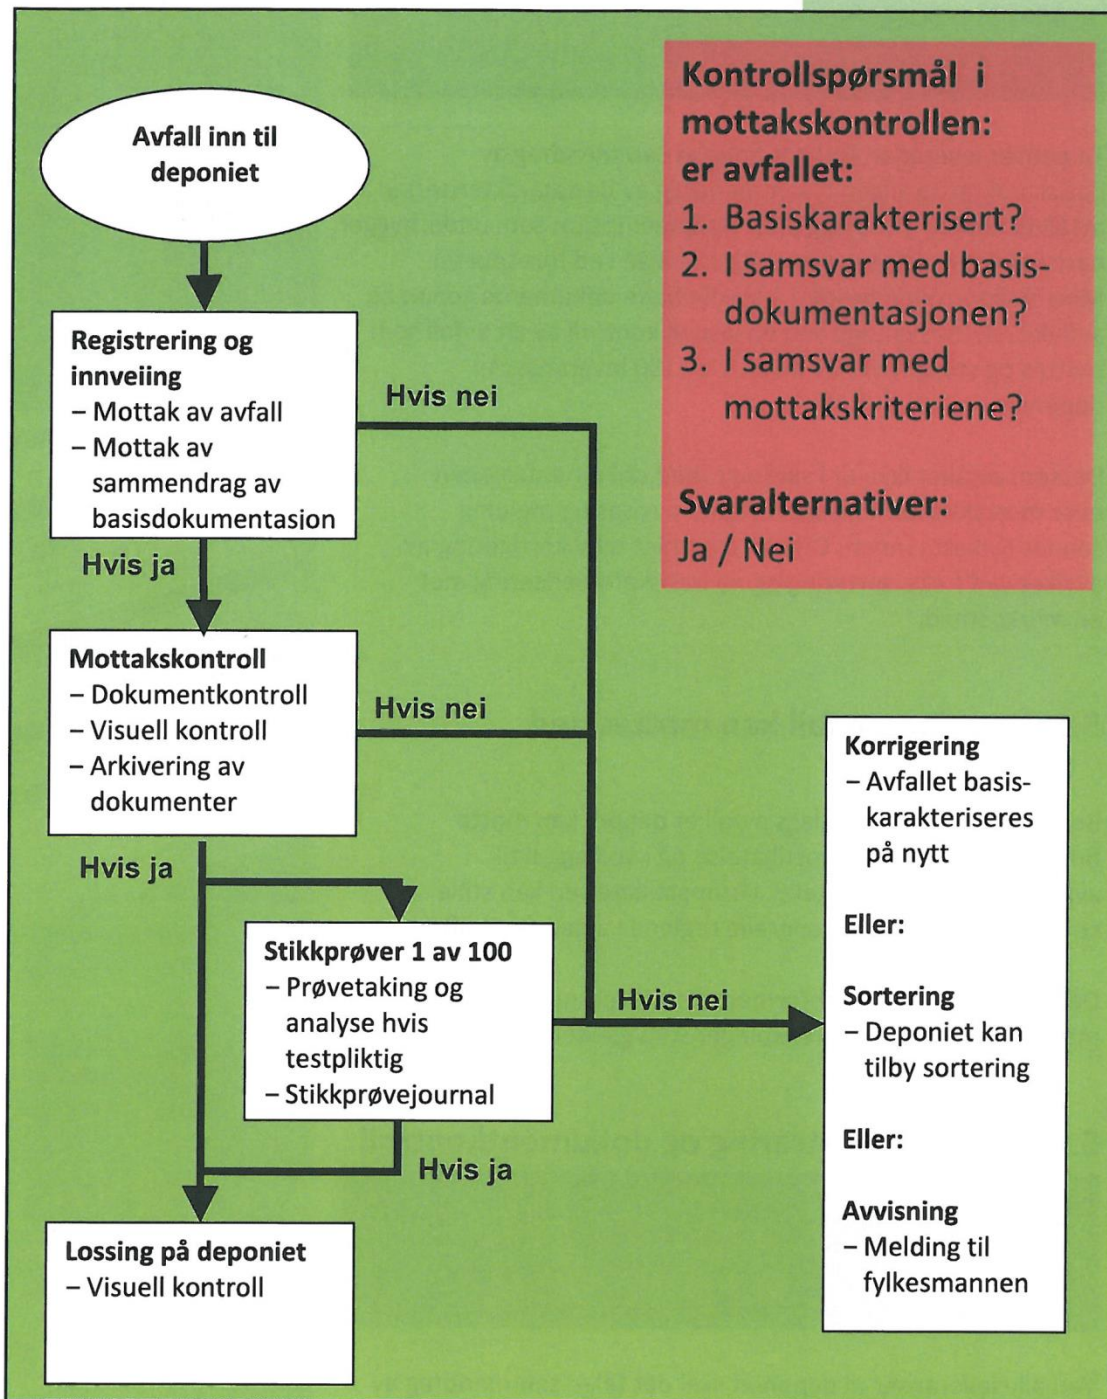 Kontrollspørsmål i
mottakskontrollen:
er avfallet:
1. Basiskarakterisert?
2. I samsvar med basis-
dokumentasjonen?
3. I samsvar med
mottakskriteriene?
Svaralternativer:
Ja / Nei
Avfall inn til
deponiet
Registrering og
innveiing
– Mottak av avfall
– Mottak av
sammendrag av
basisdokumentasion
Hvis nei
Hvis ja
Mottakskontroll
– Dokumentkontroll
– Visuell kontroll
– Arkivering av
dokumenter
Hvis nei
Hvis ja
Stikkprøver 1 av 100
– Prøvetaking og
analyse hvis
testpliktig
– Stikkprøvejournal
Hvis nei
Hvis ja
Lossing på deponiet
– Visuell kontroll
Korrigering
– Avfallet basis-
karakteriseres
på nytt
Eller:
Sortering
– Deponiet kan
tilby sortering
Eller:
Avvisning
– Melding til
fylkesmannen